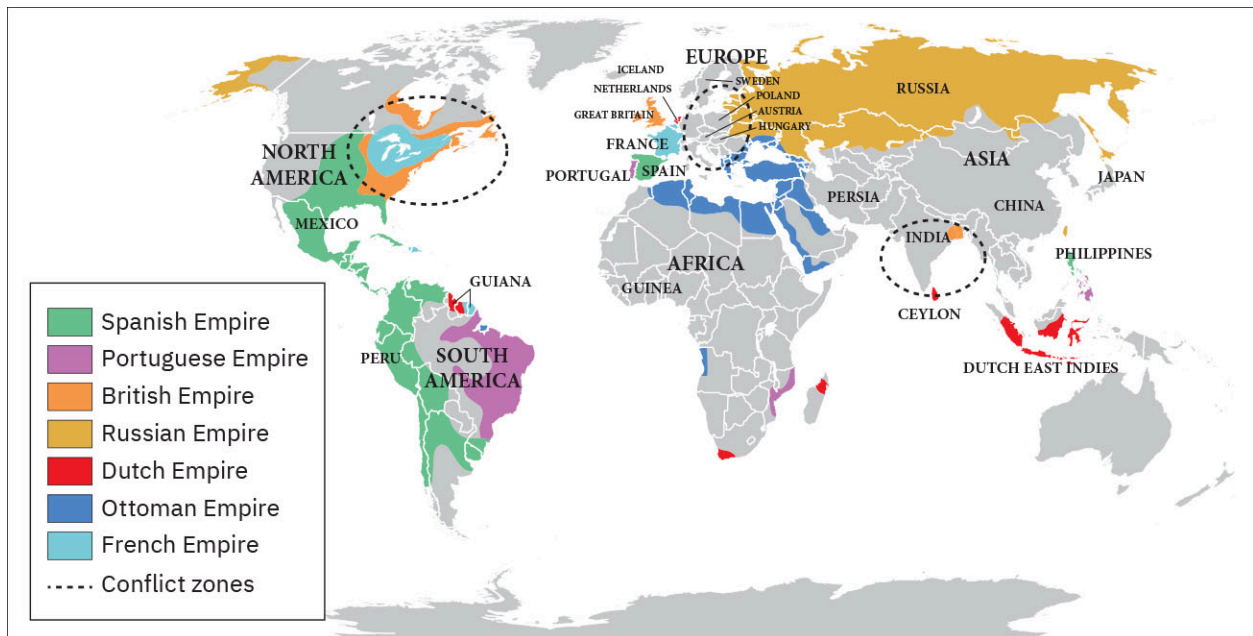 EUROPE
ICELAND
SWEDEN
NETHERLANDS
POLAND
RUSSIA
GREAT BRITAIN
AUSTRIA
HUNGARY
FRANCE
NORTH
AMERICA
ASIA
PORTUGAL
SPAIN
JAPAN
PERSIA
CHINA
MEXICO
INDIA
PHILIPPINES
AFRICA
GUIANA
GUINEA
CEYLON
PERU
SOUTH
AMERICA
DUTCH EAST INDIES
Spanish Empire
Portuguese Empire
British Empire
Russian Empire
Dutch Empire
Ottoman Empire
French Empire
Conflict zones